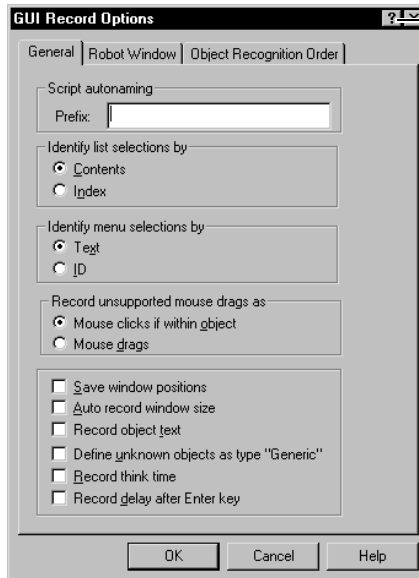 GUI Record Options
General Robot Window Object Recognition Order
Script autonaming
Prefix:
Identify list selections by
Contents
Index
Identify menu selections by
Text
ID
Record unsupported mouse drags as
Mouse clicks if within object
Mouse drags
Save window positions
Auto record window size
Record object text
Define unknown objects as type "Generic"
Record think time
Record delay after Enter key
OK Cancel Help